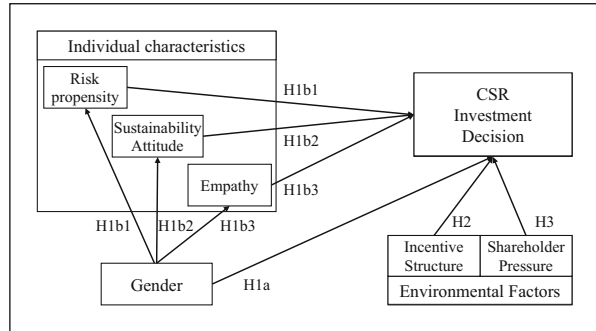 Individual characteristics
Risk
propensity
H1b1
CSR
Investment
Decision
Sustainability
Attitude
H1b2
Empathy
H1b3
H1b1
H1b2
H1b3
H2
H3
Gender
H1a
Incentive
Structure
Shareholder
Pressure
Environmental Factors